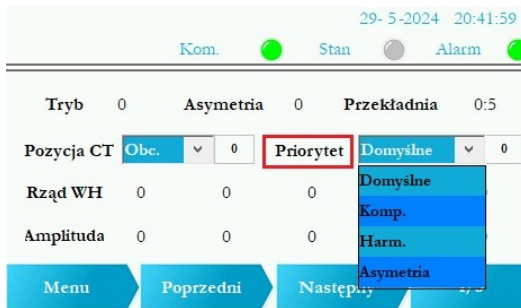 29- 5-2024 20:41:59
Kom. Stan Alarm
Tryb 0 Asymetria 0 Przekładnia 0:5
Pozycja CT Obc. 0 Priorytet Domyślne 0
Domyślne
Rząd WH 0 0 0
Komp.
Harm.
Amplituda 0 0 0
Asymetria
Menu Poprzedni Następny 1/3